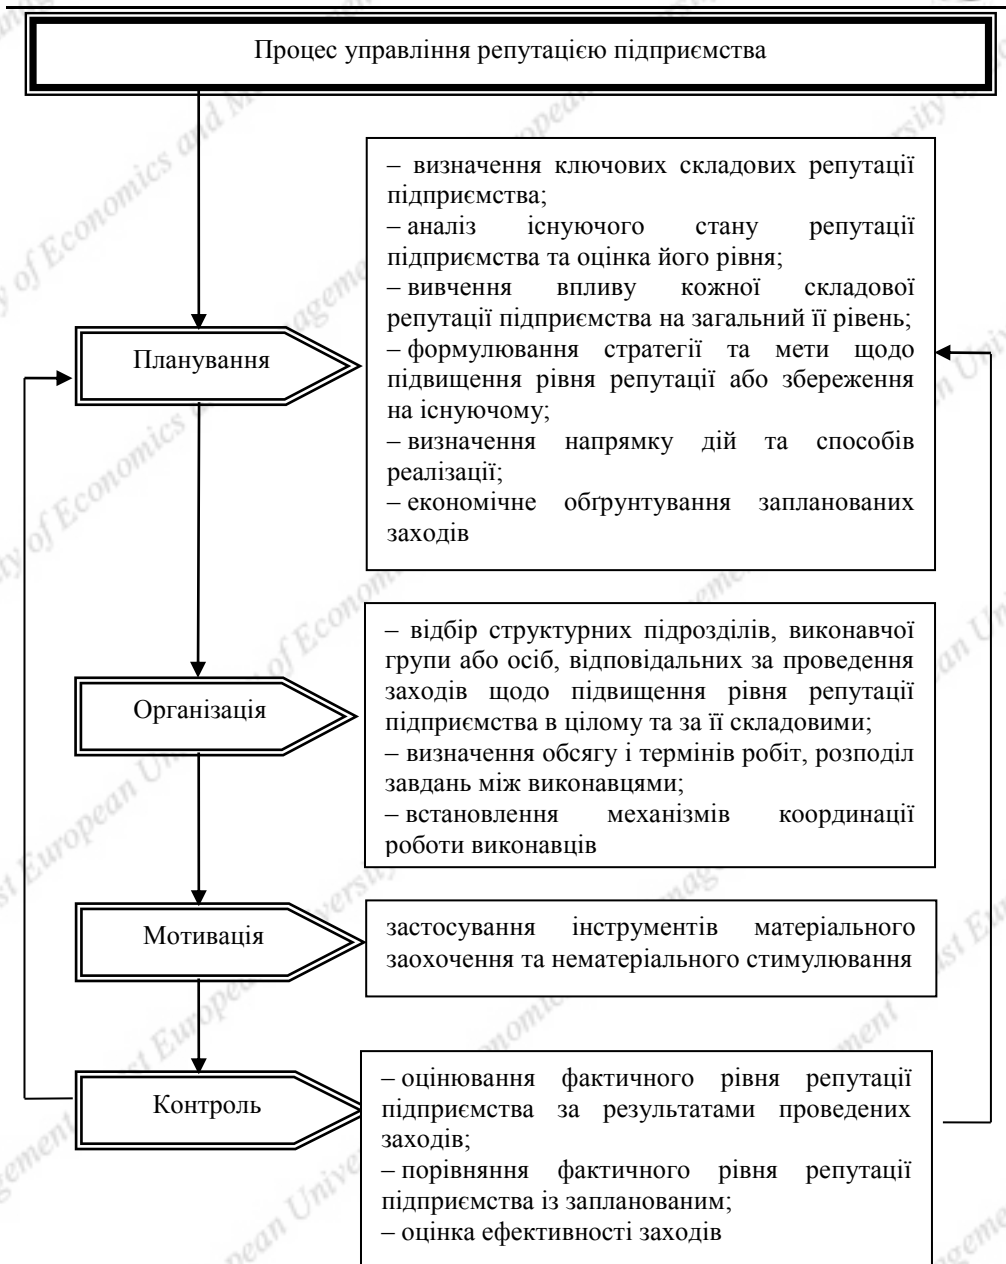 Процес управління репутацією підприємства
– визначення ключових складових репутації
підприємства;
– аналіз існуючого стану репутації
підприємства та оцінка його рівня;
– вивчення впливу кожної складової
репутації підприємства на загальний її рівень;
– формулювання стратегії та мети щодо
підвищення рівня репутації або збереження
на існуючому;
– визначення напрямку дій та способів
реалізації;
– економічне обґрунтування запланованих
заходів
Планування
– відбір структурних підрозділів, виконавчої
групи або осіб, відповідальних за проведення
заходів щодо підвищення рівня репутації
підприємства в цілому та за її складовими;
– визначення обсягу і термінів робіт, розподіл
завдань між виконавцями;
– встановлення механізмів координації
роботи виконавців
Організація
Мотивація
застосування інструментів матеріального
заохочення та нематеріального стимулювання
Контроль
– оцінювання фактичного рівня репутації
підприємства за результатами проведених
заходів;
– порівняння фактичного рівня репутації
підприємства із запланованим;
– оцінка ефективності заходів